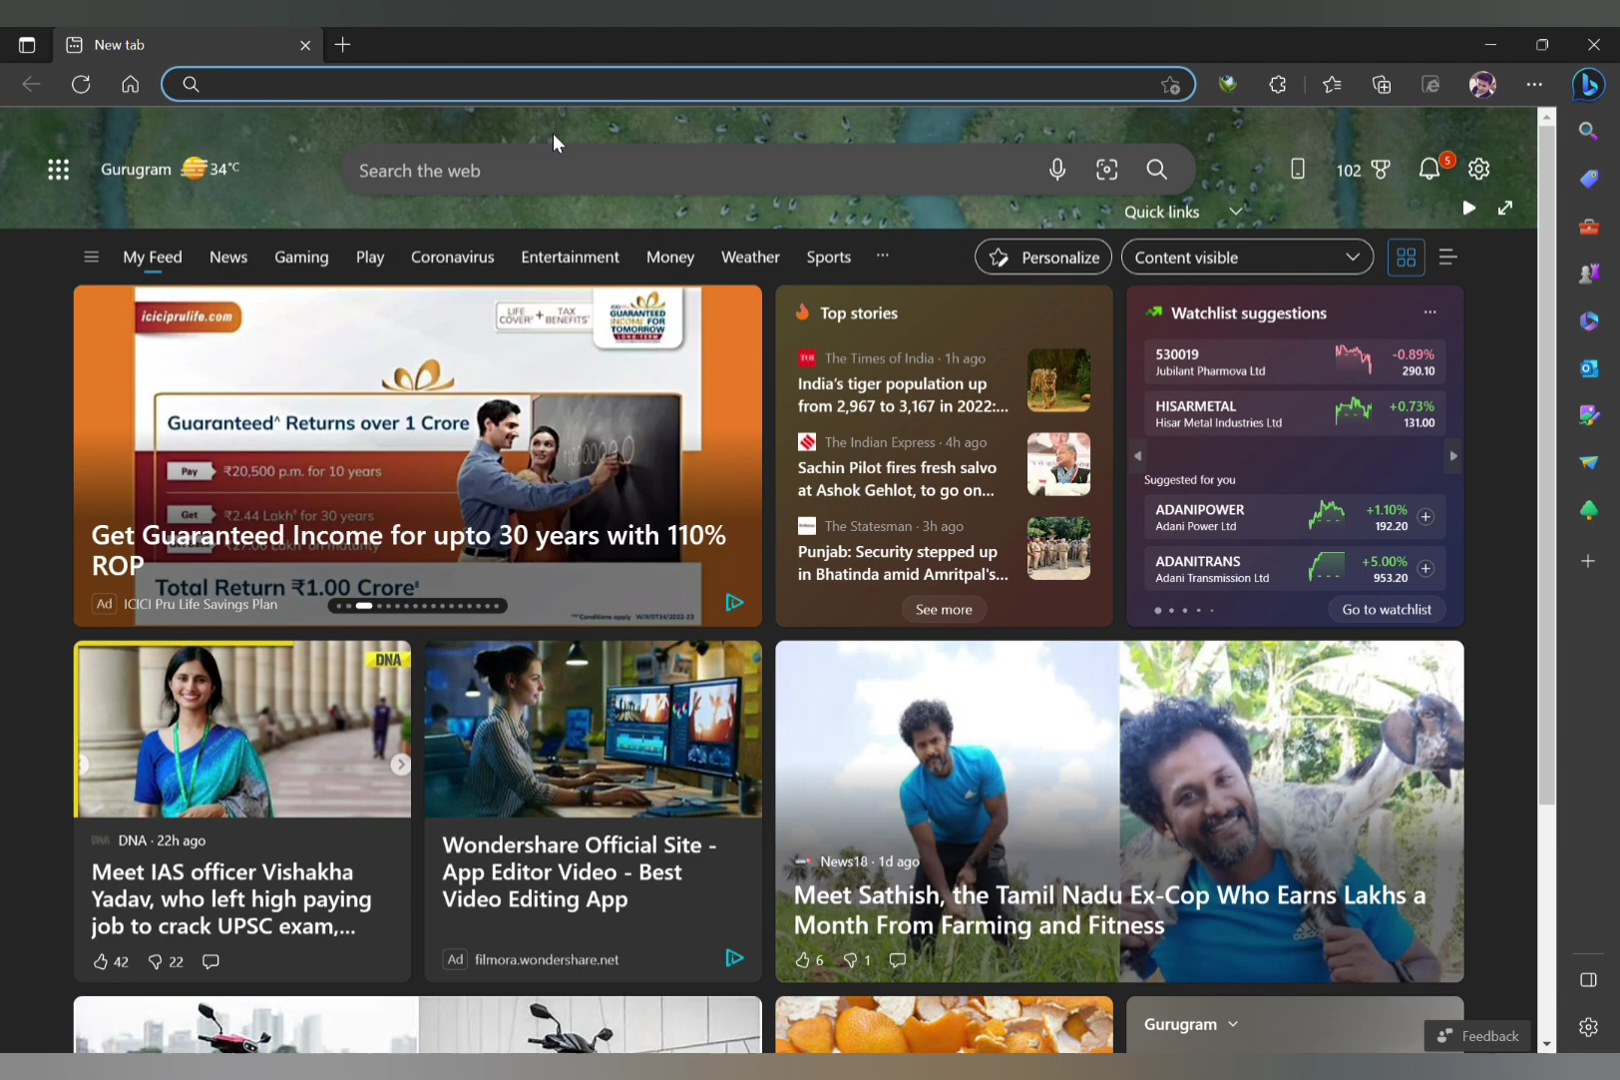 New tab
Gurugram 34°C
Search the web
102
5
Quick links
My Feed News Gaming Play Coronavirus Entertainment Money Weather Sports ...
Personalize
Content visible
iciciprulife.com
LIFE COVER + TAX BENEFITS
GUARANTEED
INCOME FOR
TOMORROW
LONG-TERM
Guaranteed^ Returns over 1 Crore
Pay ₹20,500 p.m. for 10 years
Get ₹2.44 Lakh for 30 years
Get Guaranteed Income for upto 30 years with 110%
ROP
Total Return ₹1.00 Crore
Ad ICICI Pru Life Savings Plan
Top stories
The Times of India · 1h ago
India's tiger population up
from 2,967 to 3,167 in 2022:...
The Indian Express · 4h ago
Sachin Pilot fires fresh salvo
at Ashok Gehlot, to go on...
The Statesman · 3h ago
Punjab: Security stepped up
in Bhatinda amid Amritpal's...
See more
Watchlist suggestions
530019 -0.89%
Jubilant Pharmova Ltd 290.10
HISARMETAL +0.73%
Hisar Metal Industries Ltd 131.00
Suggested for you
ADANIPOWER +1.10%
Adani Power Ltd 192.20
ADANITRANS +5.00%
Adani Transmission Ltd 953.20
Go to watchlist
DNA
DNA · 22h ago
Meet IAS officer Vishakha
Yadav, who left high paying
job to crack UPSC exam,...
42 22
Wondershare Official Site -
App Editor Video - Best
Video Editing App
Ad filmora.wondershare.net
News18 · 1d ago
Meet Sathish, the Tamil Nadu Ex-Cop Who Earns Lakhs a
Month From Farming and Fitness
6 1
Gurugram
Feedback